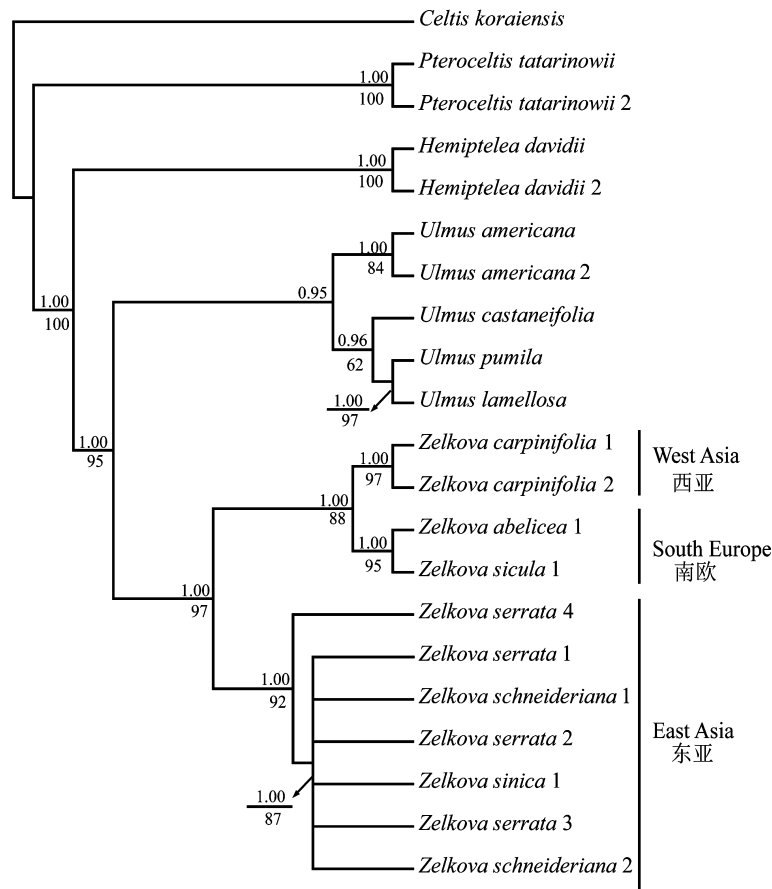 Celtis koraiensis
Pteroceltis tatarinowii
1.00
100
Pteroceltis tatarinowii 2
Hemiptelea davidii
1.00
100
Hemiptelea davidii 2
Ulmus americana
1.00
84
Ulmus americana 2
0.95
1.00
100
Ulmus castaneifolia
0.96
62
Ulmus pumila
Ulmus lamellosa
1.00
97
1.00
95
Zelkova carpinifolia 1
1.00
97
Zelkova carpinifolia 2
West Asia
西亚
1.00
88
Zelkova abelicea 1
1.00
95
Zelkova sicula 1
South Europe
南欧
1.00
97
Zelkova serrata 4
Zelkova serrata 1
1.00
92
Zelkova schneideriana 1
Zelkova serrata 2
East Asia
东亚
Zelkova sinica 1
1.00
87
Zelkova serrata 3
Zelkova schneideriana 2